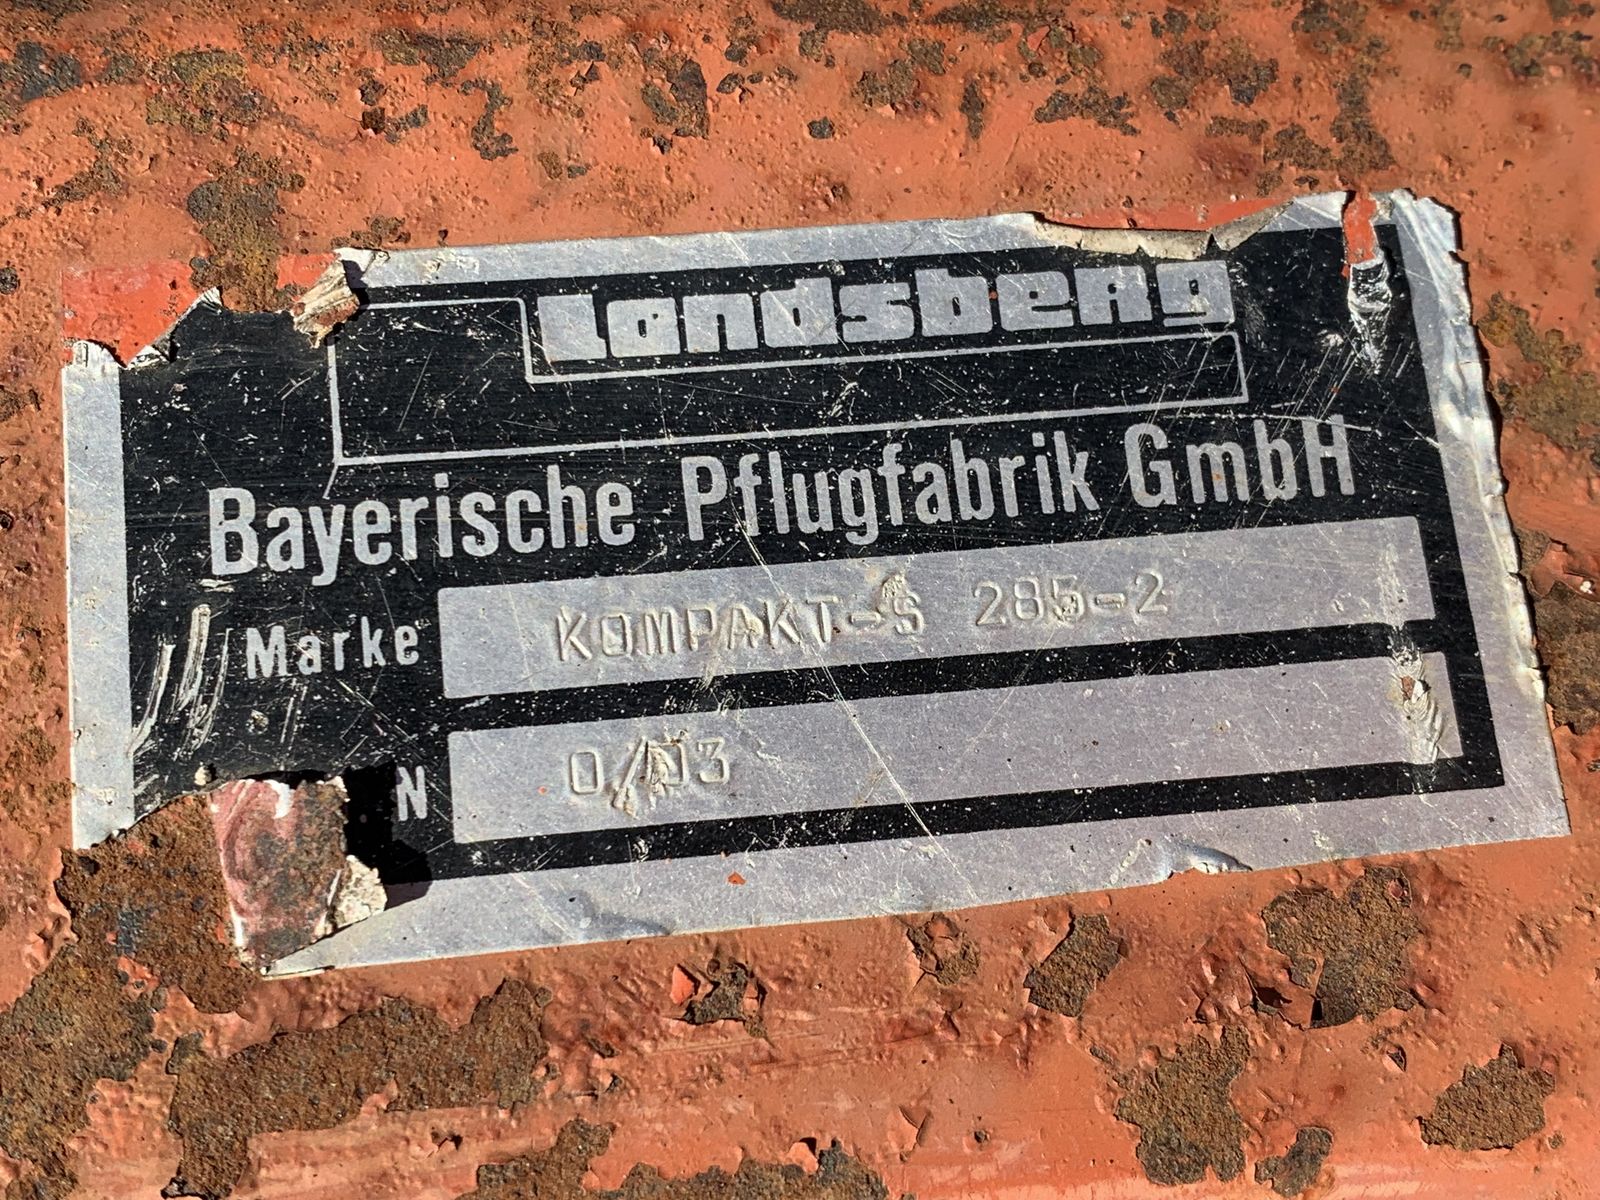 Landsberg
Bayerische Pflugfabrik GmbH
Marke KOMPAKT-S 285-2
N